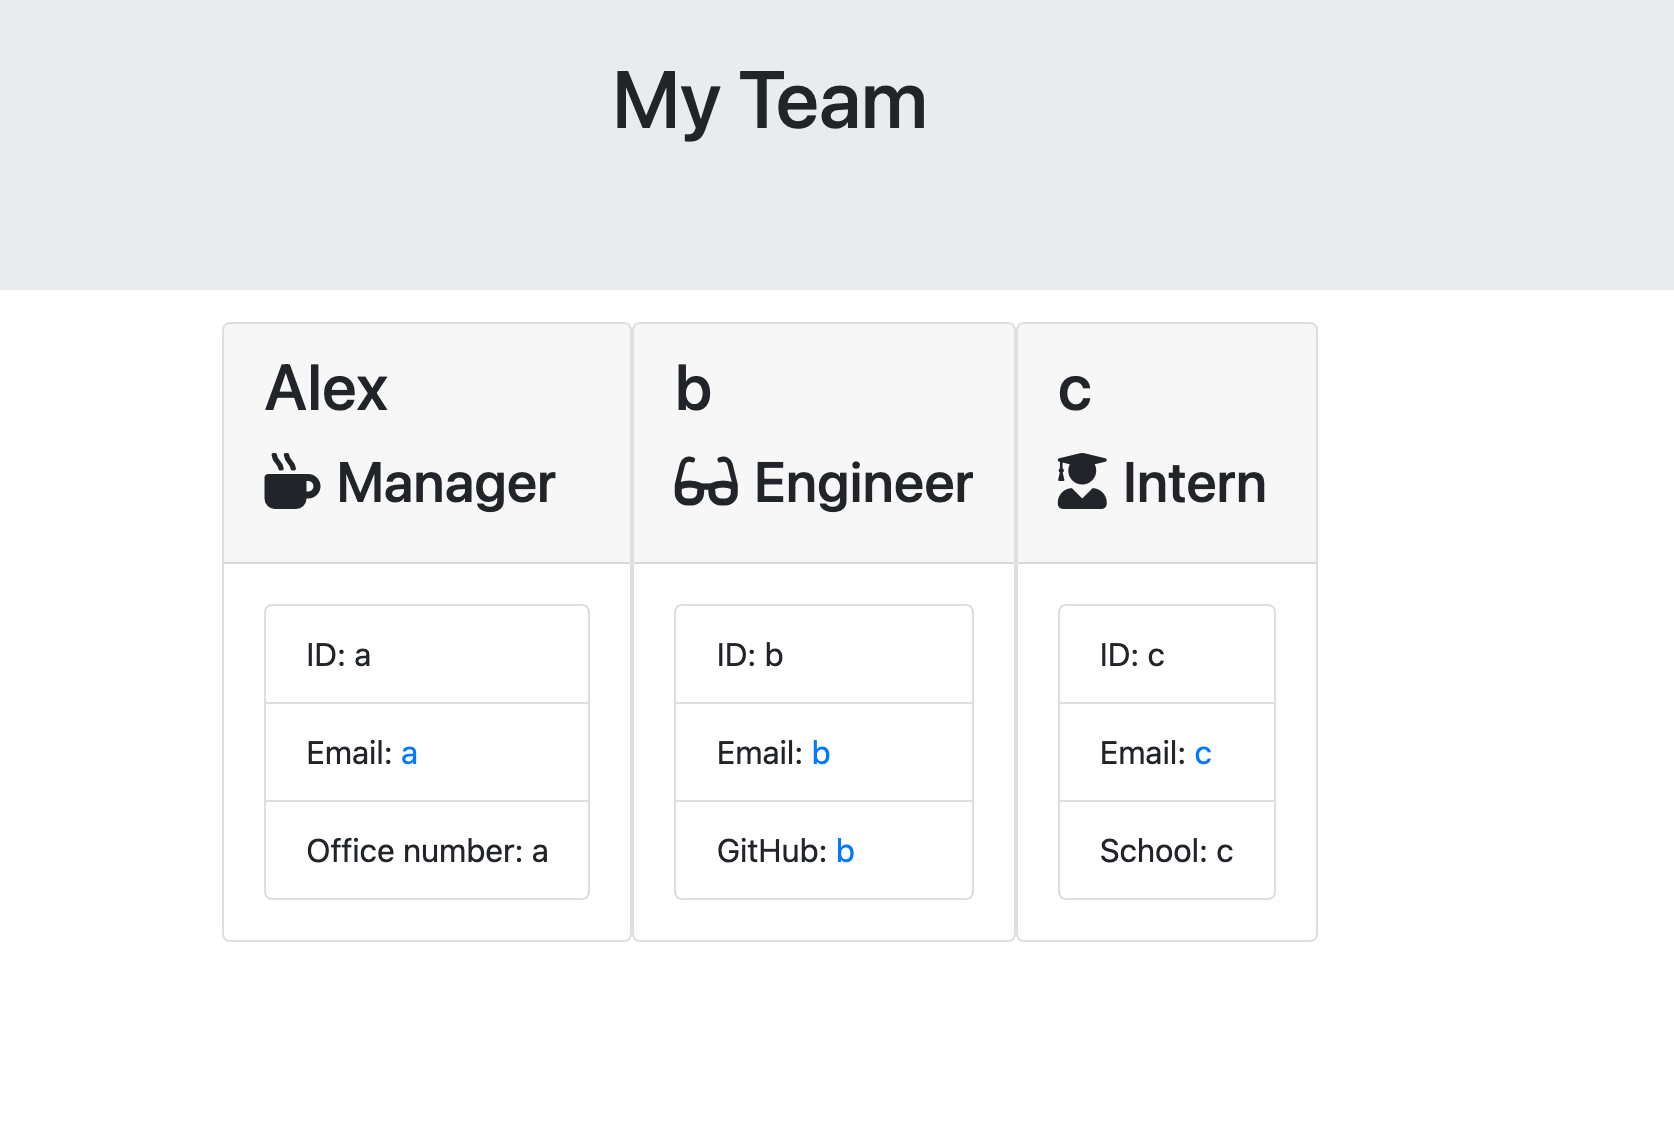 My Team
Alex
Manager
ID: a
Email: a
Office number: a
b
Engineer
ID: b
Email: b
GitHub: b
c
Intern
ID: c
Email: c
School: c